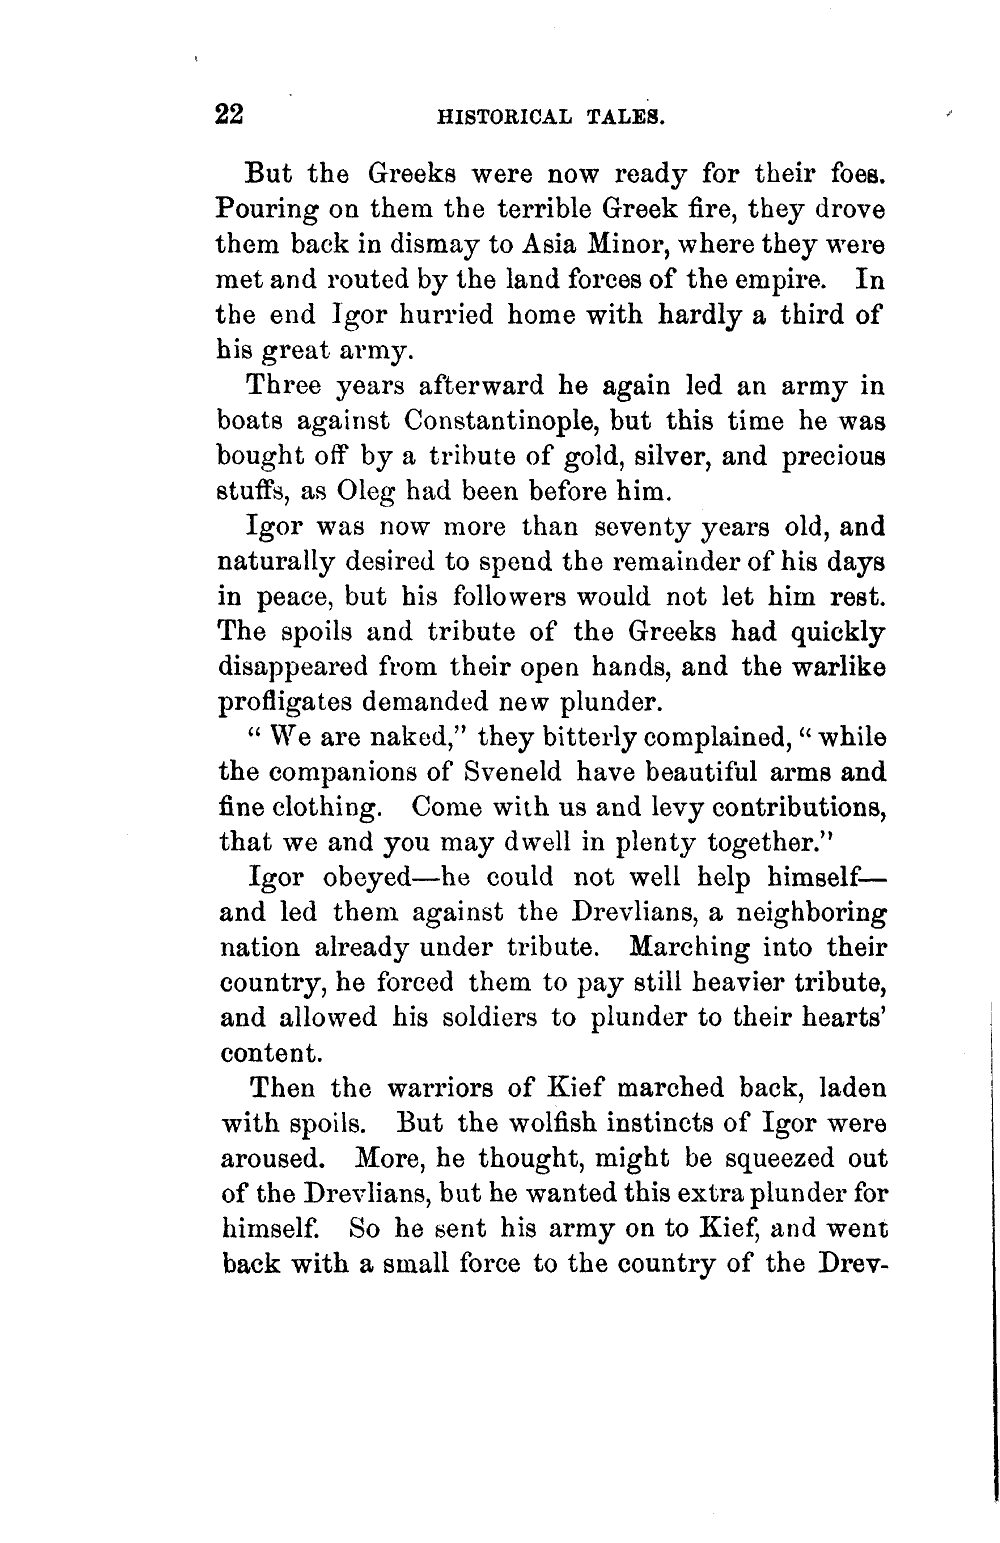 22 HISTORICAL TALES.
But the Greeks were now ready for their foes.
Pouring on them the terrible Greek fire, they drove
them back in dismay to Asia Minor, where they were
met and routed by the land forces of the empire. In
the end Igor hurried home with hardly a third of
his great army.
Three years afterward he again led an army in
boats against Constantinople, but this time he was
bought off by a tribute of gold, silver, and precious
stuffs, as Oleg had been before him.
Igor was now more than seventy years old, and
naturally desired to spend the remainder of his days
in peace, but his followers would not let him rest.
The spoils and tribute of the Greeks had quickly
disappeared from their open hands, and the warlike
profligates demanded new plunder.
“ We are naked,” they bitterly complained, “ while
the companions of Sveneld have beautiful arms and
fine clothing. Come with us and levy contributions,
that we and you may dwell in plenty together.”
Igor obeyed—he could not well help himself—
and led them against the Drevlians, a neighboring
nation already under tribute. Marching into their
country, he forced them to pay still heavier tribute,
and allowed his soldiers to plunder to their hearts’
content.
Then the warriors of Kief marched back, laden
with spoils. But the wolfish instincts of Igor were
aroused. More, he thought, might be squeezed out
of the Drevlians, but he wanted this extra plunder for
himself. So he sent his army on to Kief, and went
back with a small force to the country of the Drev-